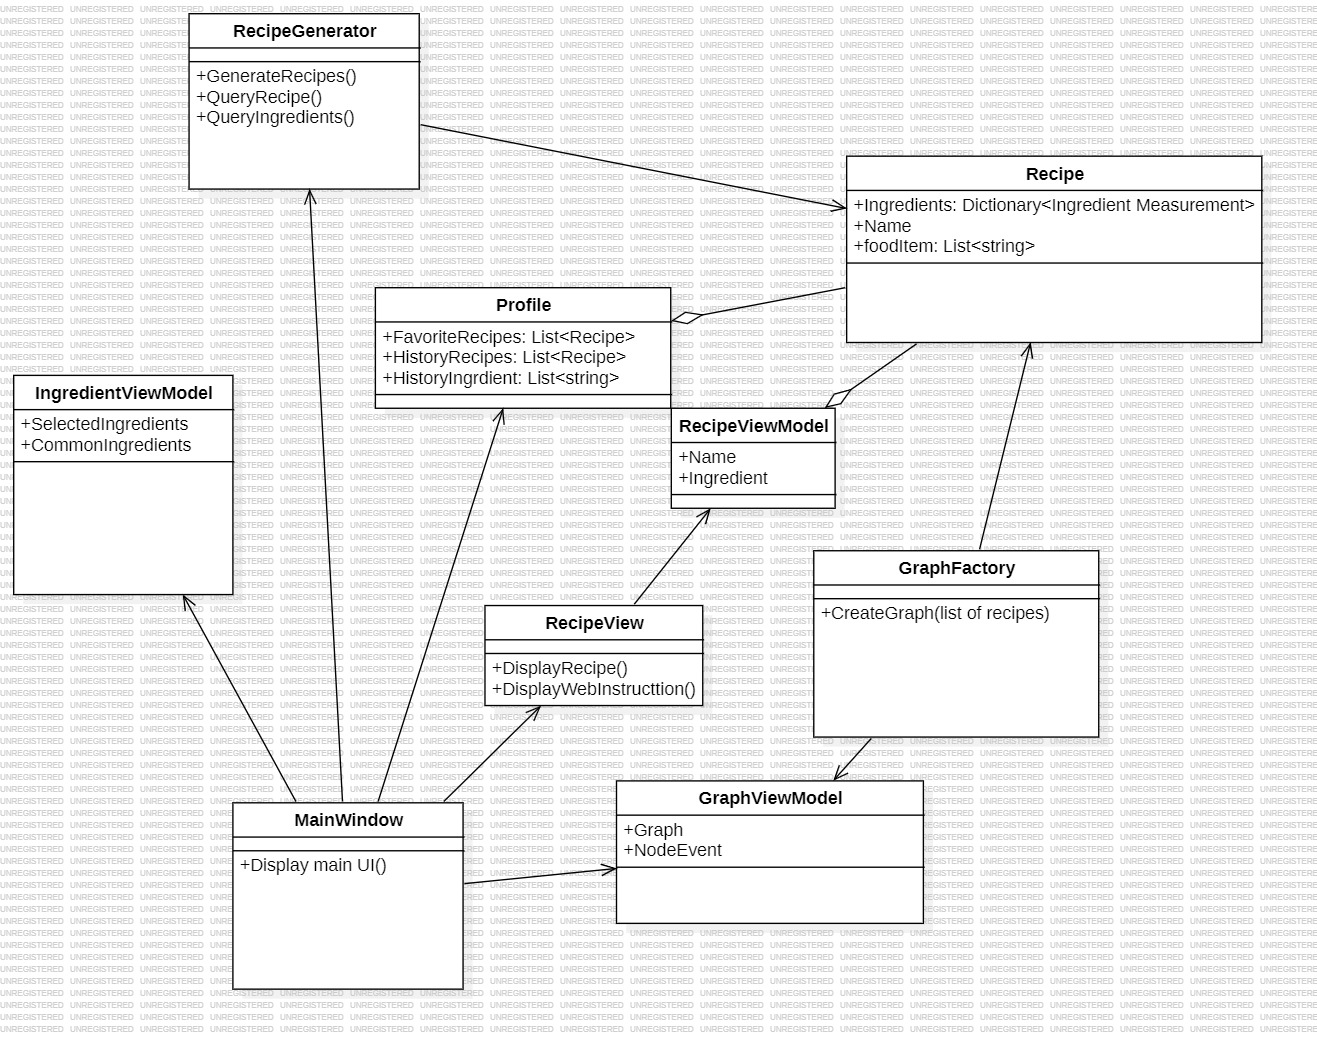 RecipeGenerator
+GenerateRecipes()
+QueryRecipe()
+QueryIngredients()
Recipe
+Ingredients: Dictionary<Ingredient Measurement>
+Name
+foodItem: List<string>
Profile
+FavoriteRecipes: List<Recipe>
+HistoryRecipes: List<Recipe>
+HistoryIngrdient: List<string>
IngredientViewModel
+SelectedIngredients
+CommonIngredients
RecipeViewModel
+Name
+Ingredient
GraphFactory
+CreateGraph(list of recipes)
RecipeView
+DisplayRecipe()
+DisplayWebInstructtion()
GraphViewModel
+Graph
+NodeEvent
MainWindow
+Display main UI()
UNREGISTERED